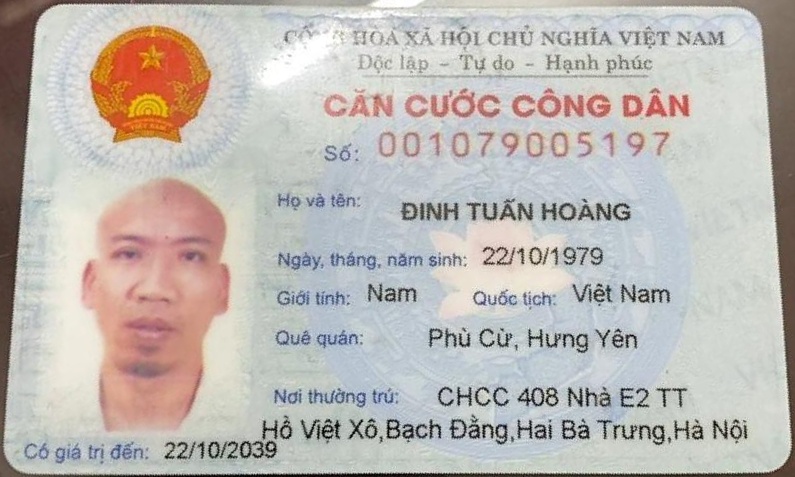 CỘNG HOÀ XÃ HỘI CHỦ NGHĨA VIỆT NAM
Độc lập - Tự do - Hạnh phúc
CĂN CƯỚC CÔNG DÂN
Số: 001079005197
Họ và tên: ĐINH TUẤN HOÀNG
Ngày, tháng, năm sinh: 22/10/1979
Giới tính: Nam Quốc tịch: Việt Nam
Quê quán: Phù Cừ, Hưng Yên
Nơi thường trú: CHCC 408 Nhà E2 TT
Hồ Việt Xô,Bạch Đằng,Hai Bà Trưng,Hà Nội
Có giá trị đến: 22/10/2039
VIỆT NAM